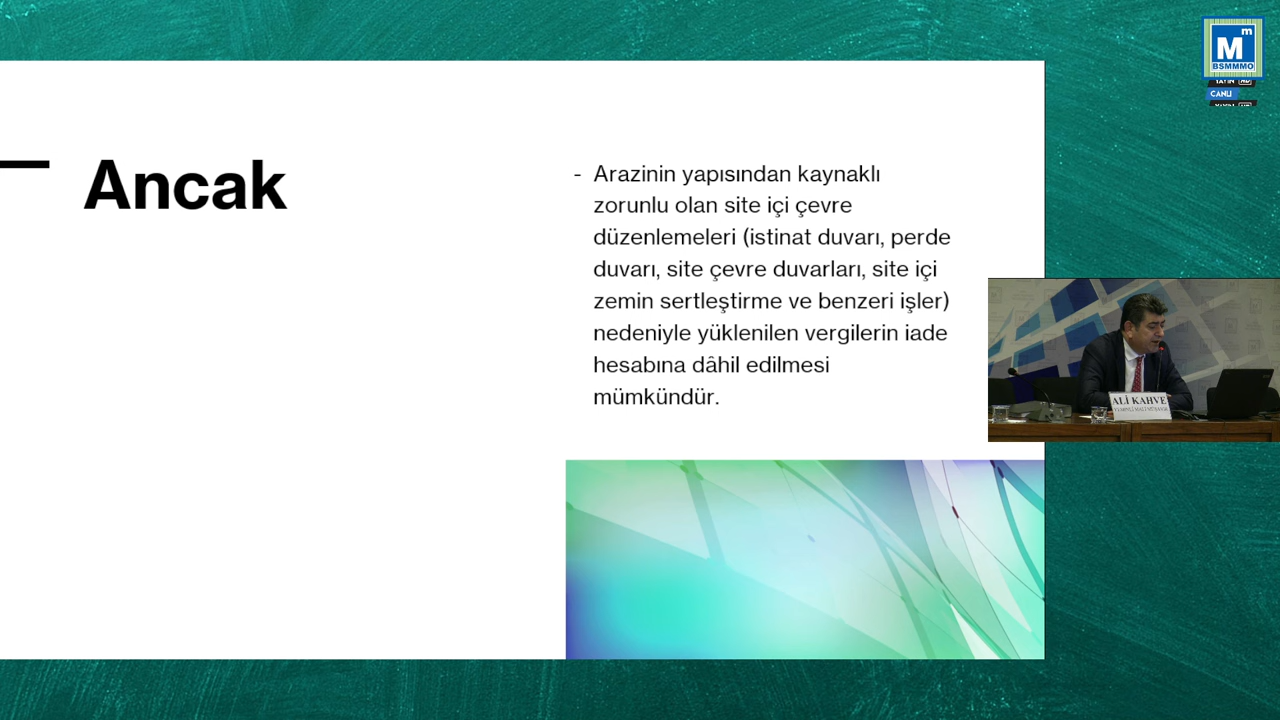 Ancak
- Arazinin yapısından kaynaklı
zorunlu olan site içi çevre
düzenlemeleri (istinat duvarı, perde
duvarı, site çevre duvarları, site içi
zemin sertleştirme ve benzeri işler)
nedeniyle yüklenilen vergilerin iade
hesabına dâhil edilmesi
mümkündür.
Mm
BSMMMO
CANLI
ALİ KAHVE